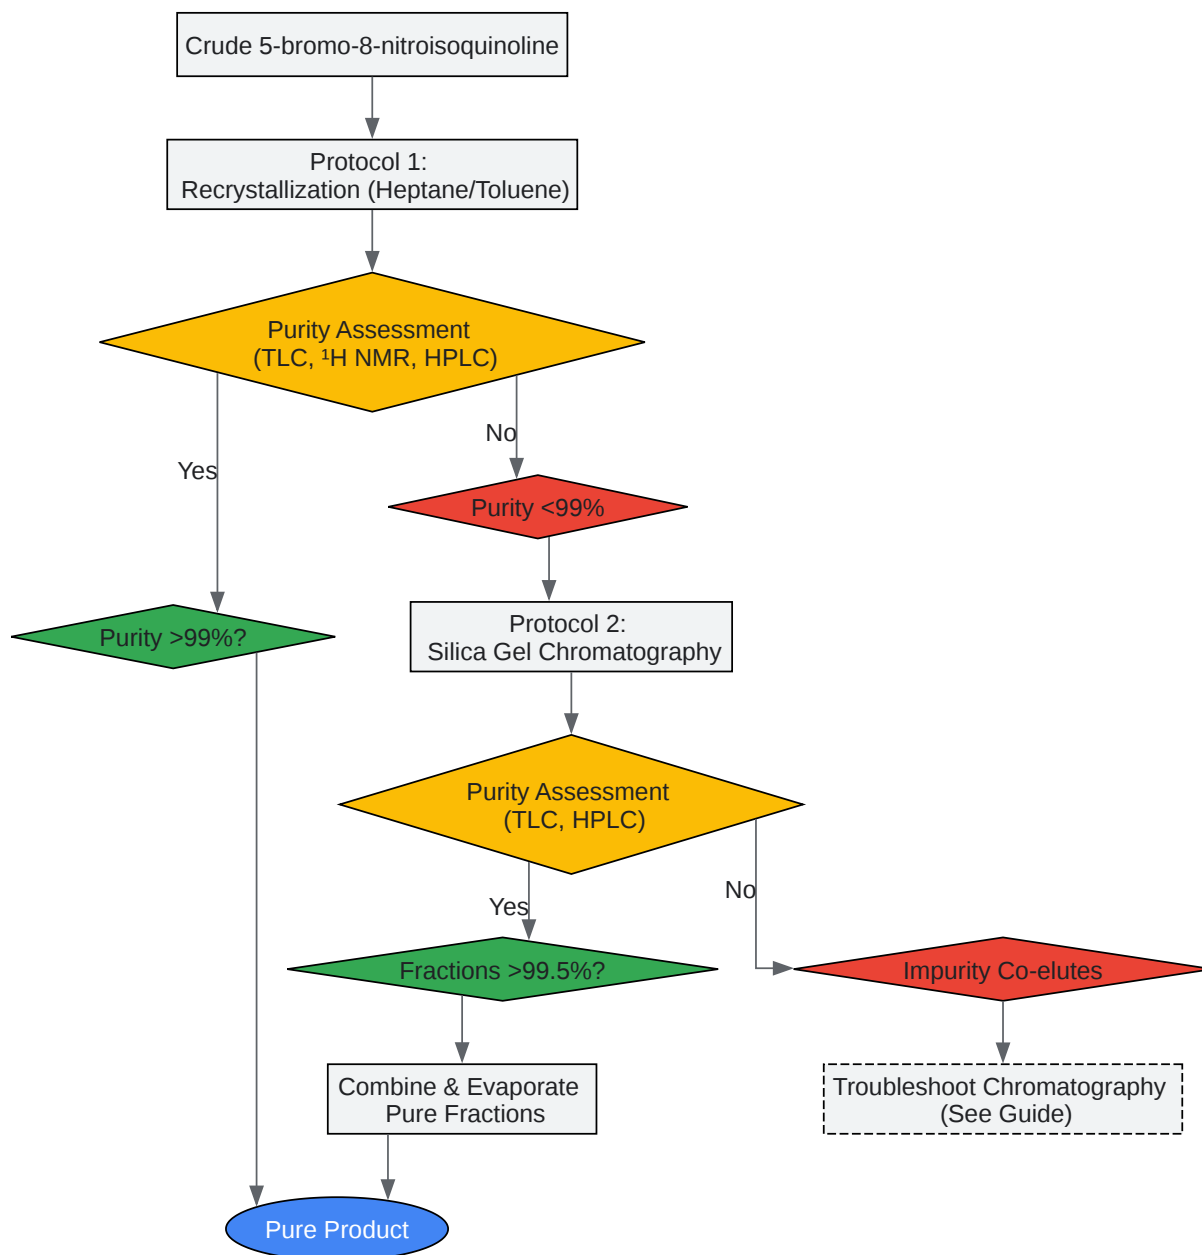 Crude 5-bromo-8-nitroisoquinoline
Protocol 1:
Recrystallization (Heptane/Toluene)
Purity Assessment
(TLC, ¹H NMR, HPLC)
No
Yes
Purity <99%
Purity >99%?
Protocol 2:
Silica Gel Chromatography
Purity Assessment
(TLC, HPLC)
No
Yes
Fractions >99.5%?
Impurity Co-elutes
Combine & Evaporate
Pure Fractions
Troubleshoot Chromatography
(See Guide)
Pure Product